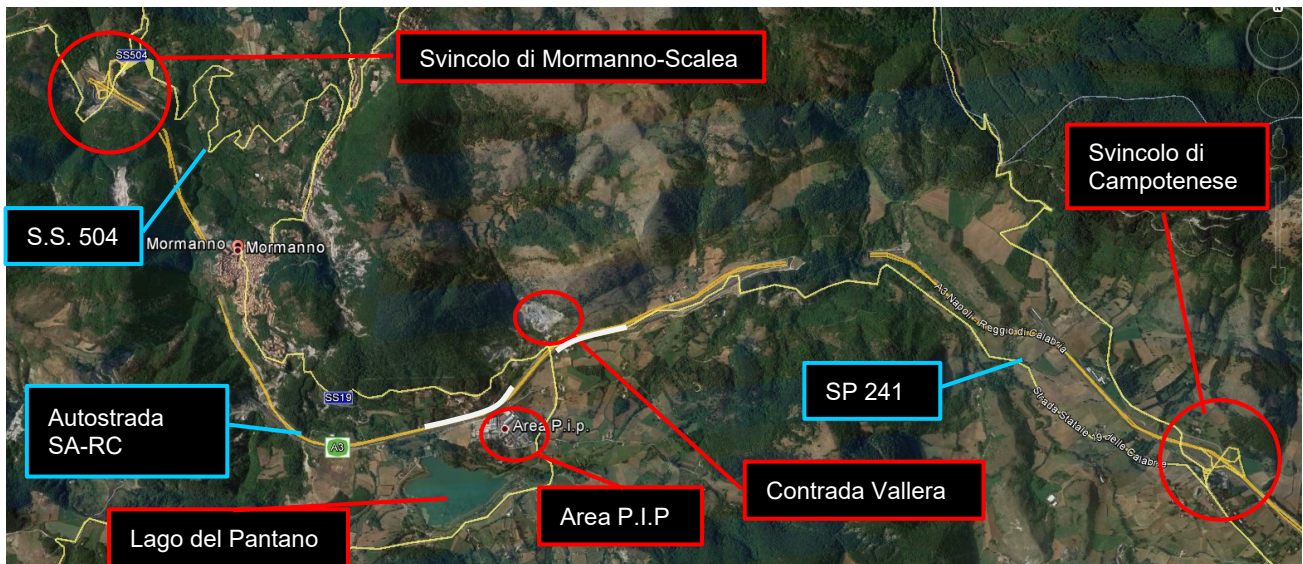 SS504
Svincolo di Mormanno-Scalea
Svincolo di
Campotenese
S.S. 504
Mormanno
Mormanno
A3 Napoli - Reggio di Calabria
SP 241
SS19
Autostrada
SA-RC
Area P.i.p.
A3
Strada Statale 19 delle Calabrie
Contrada Vallera
Area P.I.P
Lago del Pantano